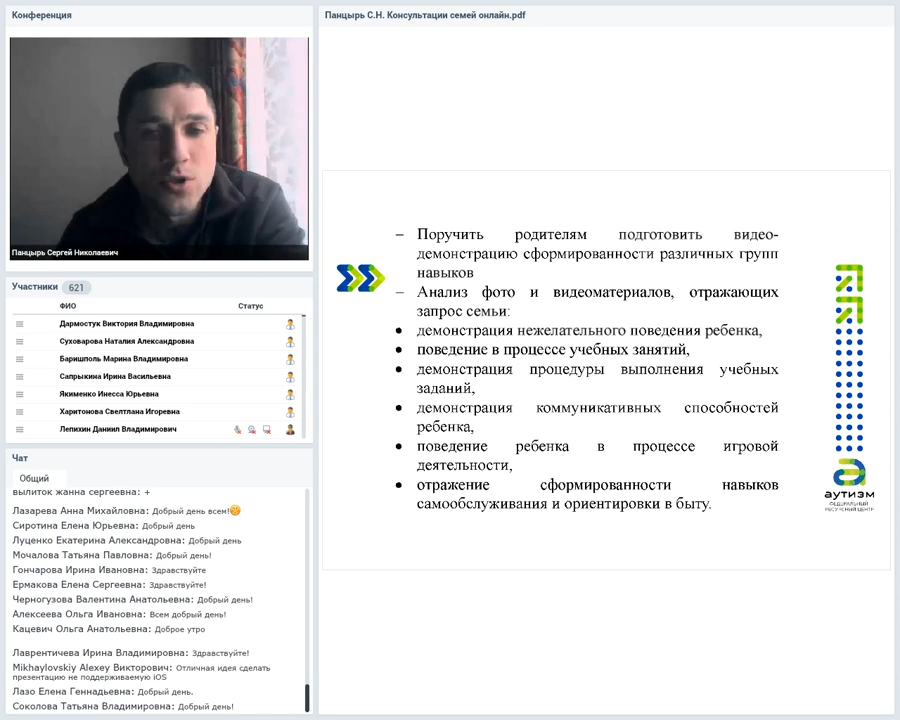 Конференция
Панцырь Сергей Николаевич
Участники 621
ФИО Статус
Дармостук Виктория Владимировна
Суховарова Наталия Александровна
Баришполь Марина Владимировна
Сапрыкина Ирина Васильевна
Якименко Инесса Юрьевна
Харитонова Свелтлана Игоревна
Лепихин Даниил Владимирович
Чат
Общий
вылиток жанна сергеевна: +
Лазарева Анна Михайловна: Добрый день всем!
Сиротина Елена Юрьевна: Добрый день
Луценко Екатерина Александровна: Добрый день
Мочалова Татьяна Павловна: Добрый день!
Гончарова Ирина Ивановна: Здравствуйте
Ермакова Елена Сергеевна: Здравствуйте!
Черногузова Валентина Анатольевна: Добрый день!
Алексеева Ольга Ивановна: Всем добрый день!
Кацевич Ольга Анатольевна: Доброе утро
Лаврентичева Ирина Владимировна: Здравствуйте!
Mikhaylovskiy Alexey Викторович: Отличная идея сделать
презентацию не поддерживаемую iOS
Лазо Елена Геннадьевна: Добрый день.
Соколова Татьяна Владимировна: Добрый день!
Панцырь С.Н. Консультации семей онлайн.pdf
– Поручить родителям подготовить видео-
демонстрацию сформированности различных групп
навыков
– Анализ фото и видеоматериалов, отражающих
запрос семьи:
• демонстрация нежелательного поведения ребенка,
• поведение в процессе учебных занятий,
• демонстрация процедуры выполнения учебных
заданий,
• демонстрация коммуникативных способностей
ребенка,
• поведение ребенка в процессе игровой
деятельности,
• отражение сформированности навыков
самообслуживания и ориентировки в быту.
аутизм
ФЕДЕРАЛЬНЫЙ
РЕСУРСНЫЙ ЦЕНТР